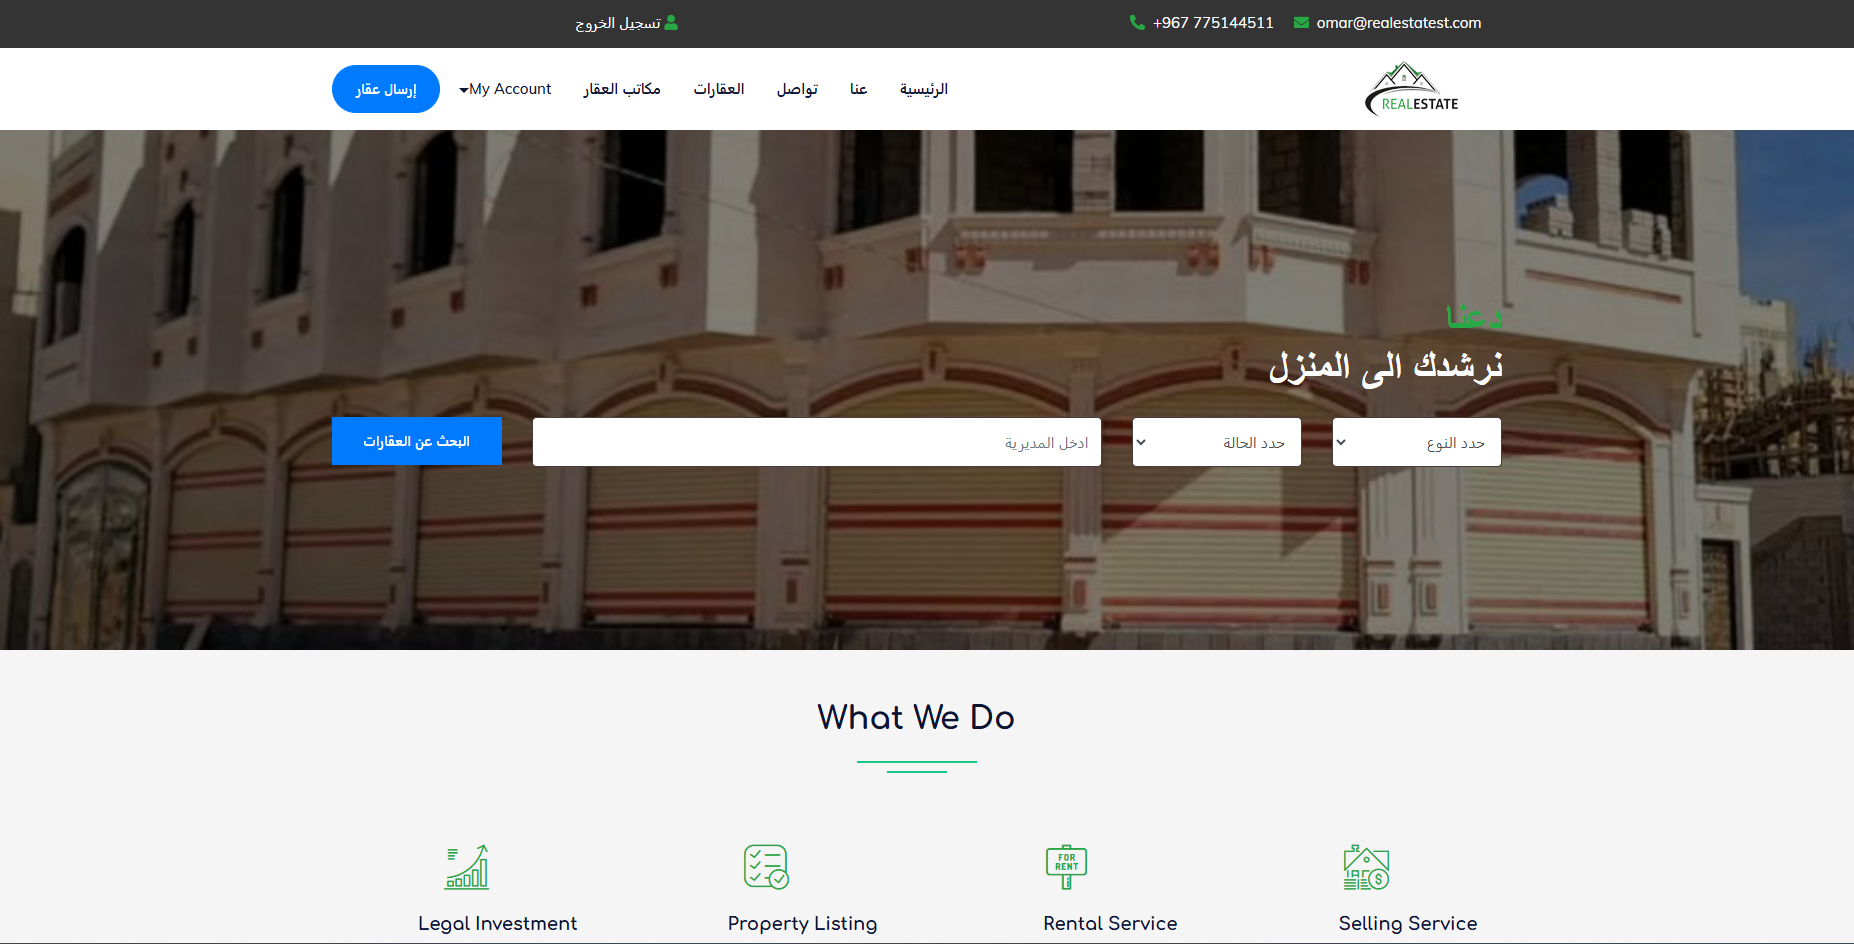 +967 775144511 omar@realestatest.com
تسجيل الخروج
REALESTATE
الرئيسية
عنا
تواصل
العقارات
مكاتب العقار
My Account
إرسال عقار
دعنا
نرشدك الى المنزل
حدد النوع
حدد الحالة
ادخل المديرية
البحث عن العقارات
What We Do
FOR
RENT
Legal Investment
Property Listing
Rental Service
Selling Service